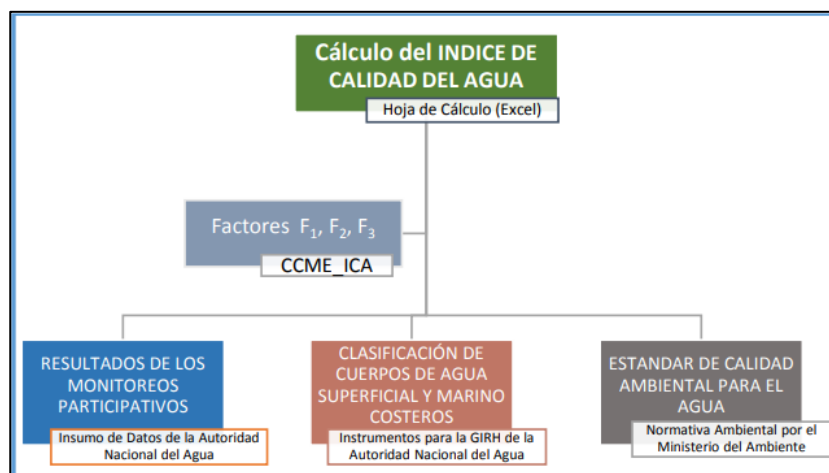 Cálculo del INDICE DE
CALIDAD DEL AGUA
Hoja de Cálculo (Excel)
Factores F₁, F₂, F₃
CCME_ICA
RESULTADOS DE LOS
MONITOREOS
PARTICIPATIVOS
Insumo de Datos de la Autoridad
Nacional del Agua
CLASIFICACIÓN DE
CUERPOS DE AGUA
SUPERFICIAL Y MARINO
COSTEROS
Instrumentos para la GIRH de la
Autoridad Nacional del Agua
ESTANDAR DE CALIDAD
AMBIENTAL PARA EL
AGUA
Normativa Ambiental por el
Ministerio del Ambiente